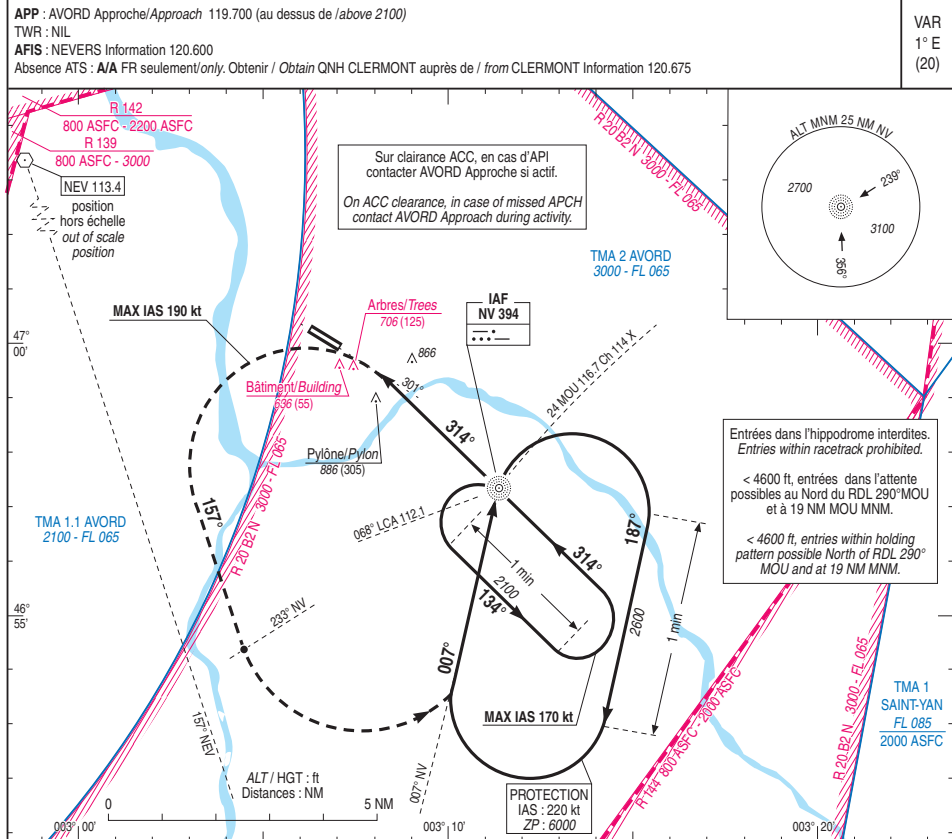 APP : AVORD Approche/Approach 119.700 (au dessus de /above 2100)
TWR : NIL
AFIS : NEVERS Information 120.600
Absence ATS : A/A FR seulement/only. Obtenir / Obtain QNH CLERMONT auprès de / from CLERMONT Information 120.675
VAR
1° E
(20)
R 142
800 ASFC - 2200 ASFC
R 139
800 ASFC - 3000
NEV 113.4
position
hors échelle
out of scale
position
Sur clairance ACC, en cas d'API
contacter AVORD Approche si actif.
On ACC clearance, in case of missed APCH
contact AVORD Approach during activity.
R 20 B2 N 3000 - FL 065
ALT MNM 25 NM NV
2700
239°
3100
356°
TMA 2 AVORD
3000 - FL 065
MAX IAS 190 kt
Arbres/Trees
706 (125)
IAF
NV 394
866
47°
00'
301°
24 MOU 116.7 Ch 114 X
Bâtiment/Building
636 (55)
314°
Pylône/Pylon
886 (305)
Entrées dans l'hippodrome interdites.
Entries within racetrack prohibited.
< 4600 ft, entrées dans l'attente
possibles au Nord du RDL 290°MOU
et à 19 NM MOU MNM.
< 4600 ft, entries within holding
pattern possible North of RDL 290°
MOU and at 19 NM MNM.
157°
R 20 B2 N 3000 - FL 065
TMA 1.1 AVORD
2100 - FL 065
068° LCA 112.1
187°
314°
1 min
2100
134°
2600
1 min
46°
55'
233° NV
007°
MAX IAS 170 kt
157° NEV
007° NV
R 144 800 ASFC - 2000 ASFC
R 20 B2 N 3000 - FL 065
TMA 1
SAINT-YAN
FL 085
2000 ASFC
ALT / HGT : ft
Distances : NM
0
5 NM
PROTECTION
IAS : 220 kt
ZP : 6000
003° 00'
003° 10'
003° 20'